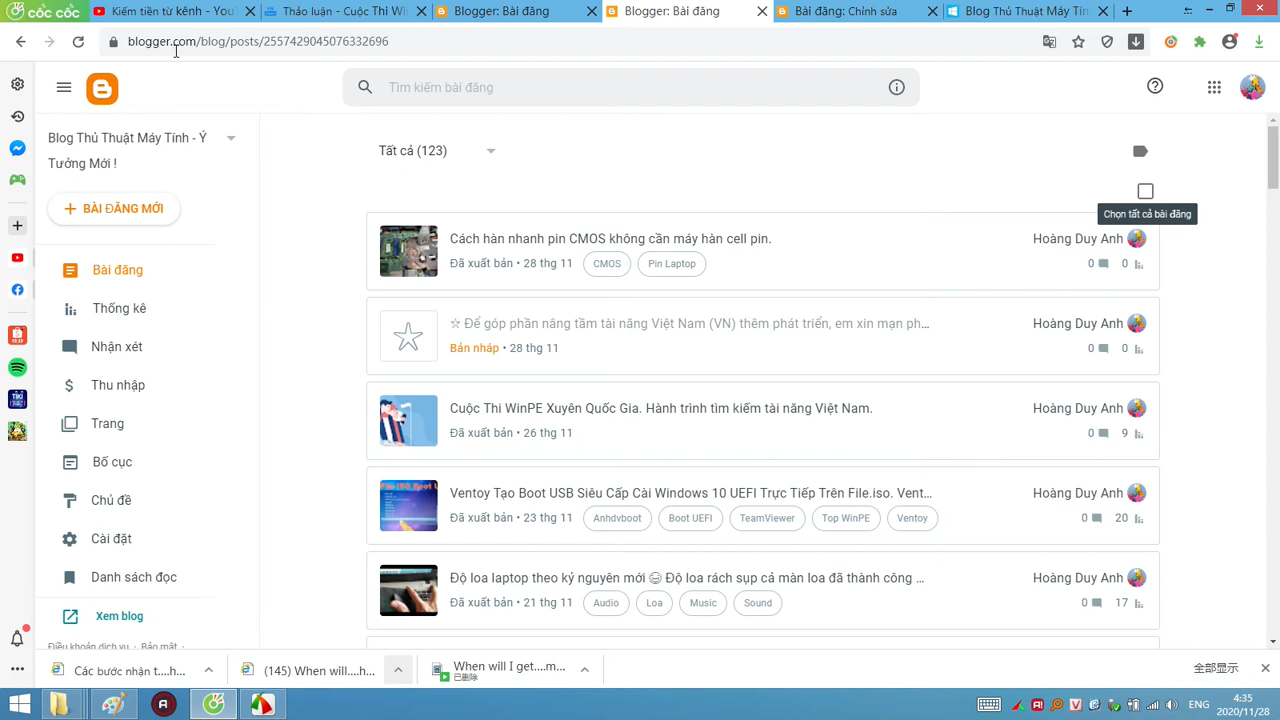 cốc cốc
Kiếm tiền từ kênh - You
Thảo luận - Cuộc Thi Wi
Blogger: Bài đăng
Blogger: Bài đăng
Bài đăng: Chỉnh sửa
Blog Thủ Thuật Máy Tín
blogger.com/blog/posts/2557429045076332696
Tìm kiếm bài đăng
Blog Thủ Thuật Máy Tính - Ý
Tưởng Mới !
BÀI ĐĂNG MỚI
Bài đăng
Thống kê
Nhận xét
Thu nhập
Trang
Bố cục
Chủ đề
Cài đặt
Danh sách đọc
Xem blog
Điều khoản dịch vụ · Bảo mật ·
Tất cả (123)
Chọn tất cả bài đăng
Cách hàn nhanh pin CMOS không cần máy hàn cell pin.
Hoàng Duy Anh
Đã xuất bản • 28 thg 11 CMOS Pin Laptop
0 0
☆ Để góp phần nâng tầm tài năng Việt Nam (VN) thêm phát triển, em xin mạn ph…
Hoàng Duy Anh
Bản nháp • 28 thg 11
0 0
Cuộc Thi WinPE Xuyên Quốc Gia. Hành trình tìm kiếm tài năng Việt Nam.
Hoàng Duy Anh
Đã xuất bản • 26 thg 11
0 9
Ventoy Tạo Boot USB Siêu Cấp Cài Windows 10 UEFI Trực Tiếp Trên File.iso. Vent…
Hoàng Duy Anh
Đã xuất bản • 23 thg 11 Anhdvboot Boot UEFI TeamViewer Top WinPE Ventoy
0 20
Độ loa laptop theo kỷ nguyên mới 😄 Độ loa rách sụp cả màn loa đã thành công …
Hoàng Duy Anh
Đã xuất bản • 21 thg 11 Audio Loa Music Sound
0 17
Các bước nhận t....h...
(145) When will....h...
When will I get....m...
已删除
全部显示
ENG
4:35
2020/11/28